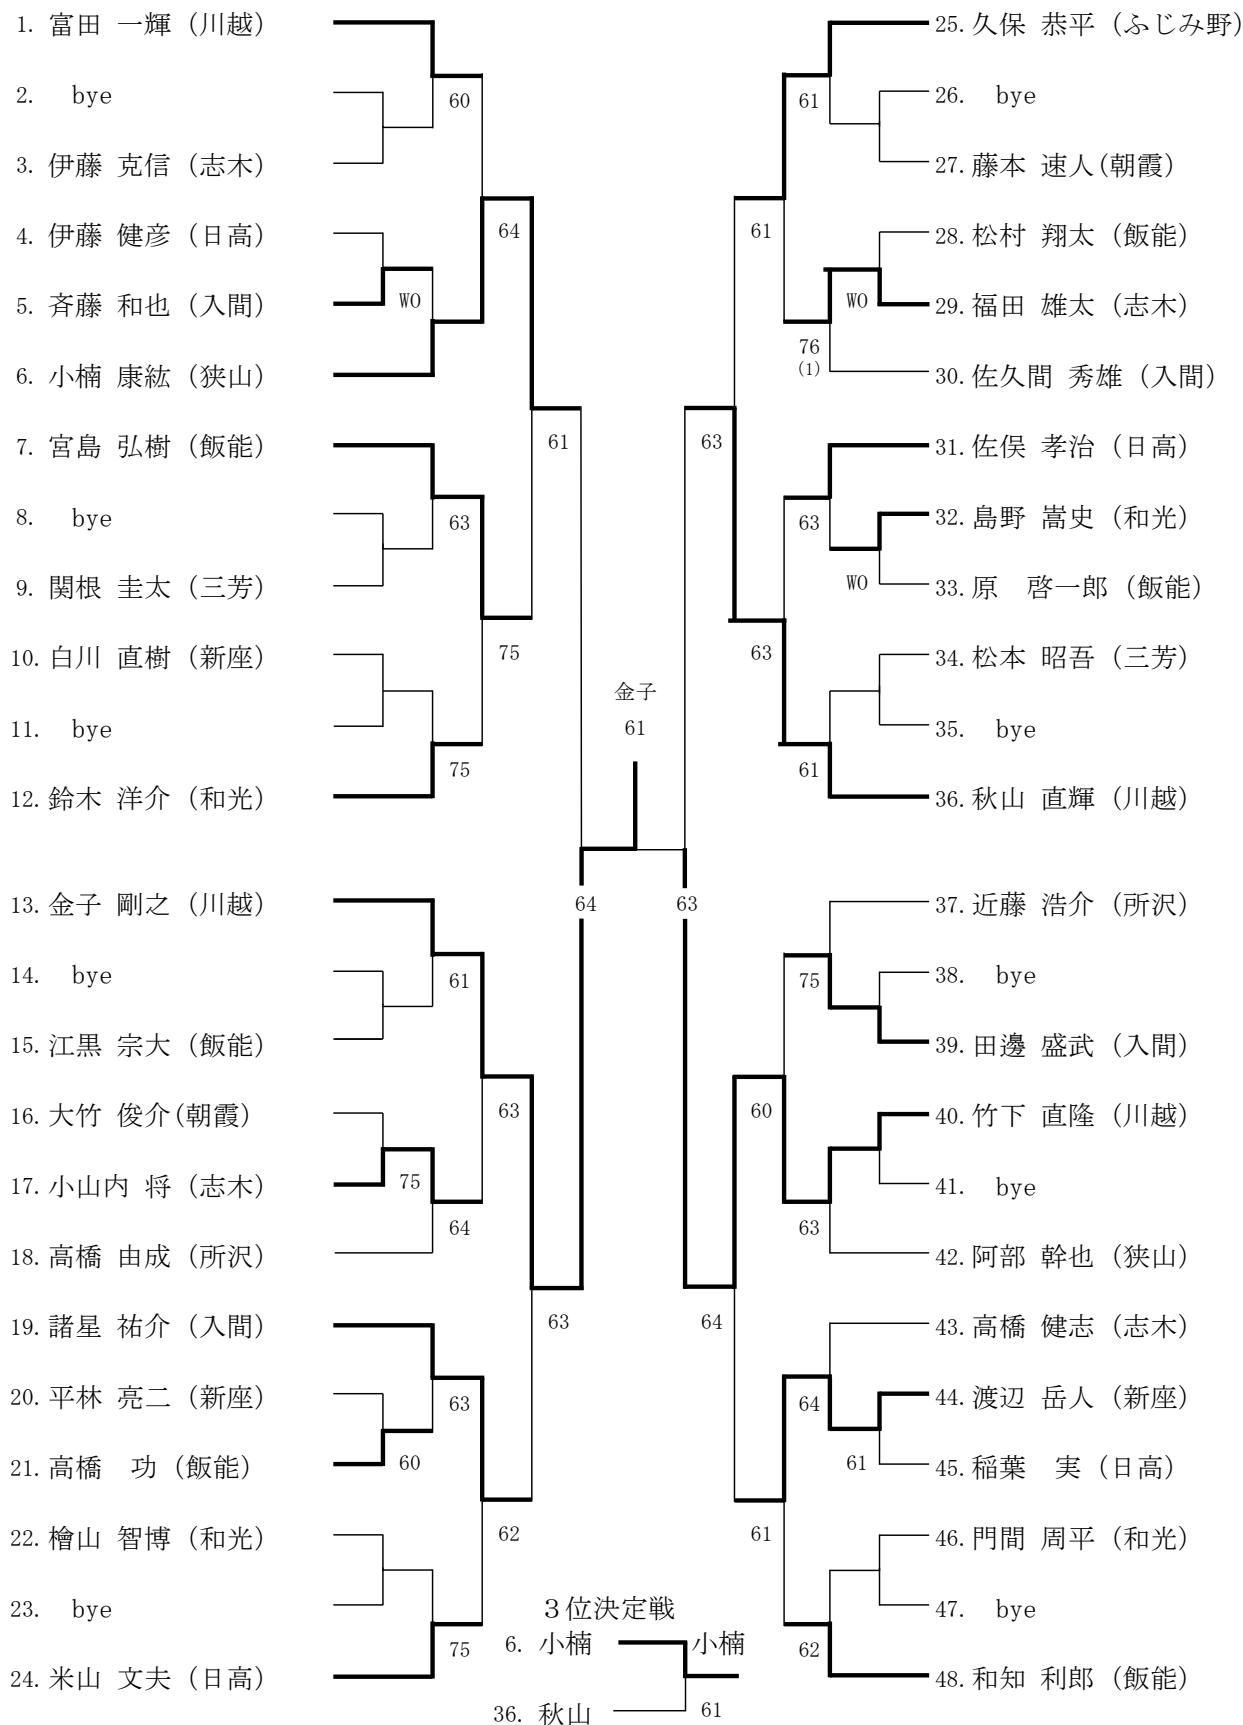 1. 富田 一輝 (川越)
2. bye
60
3. 伊藤 克信 (志木)
4. 伊藤 健彦 (日高)
64
5. 斉藤 和也 (入間)
WO
6. 小楠 康紘 (狭山)
7. 宮島 弘樹 (飯能)
61
8. bye
63
9. 関根 圭太 (三芳)
10. 白川 直樹 (新座)
75
11. bye
75
12. 鈴木 洋介 (和光)
13. 金子 剛之 (川越)
64
14. bye
61
15. 江黒 宗大 (飯能)
16. 大竹 俊介(朝霞)
63
17. 小山内 将 (志木)
75
64
18. 高橋 由成 (所沢)
19. 諸星 祐介 (入間)
63
20. 平林 亮二 (新座)
63
21. 高橋 功 (飯能)
60
22. 檜山 智博 (和光)
62
23. bye
75
24. 米山 文夫 (日高)
金子
61
25. 久保 恭平 (ふじみ野)
61
26. bye
27. 藤本 速人(朝霞)
61
28. 松村 翔太 (飯能)
WO
29. 福田 雄太 (志木)
76
(1)
30. 佐久間 秀雄 (入間)
63
31. 佐俣 孝治 (日高)
63
32. 島野 嵩史 (和光)
WO
33. 原 啓一郎 (飯能)
63
34. 松本 昭吾 (三芳)
35. bye
61
36. 秋山 直輝 (川越)
63
37. 近藤 浩介 (所沢)
75
38. bye
39. 田邊 盛武 (入間)
60
40. 竹下 直隆 (川越)
41. bye
63
42. 阿部 幹也 (狭山)
64
43. 高橋 健志 (志木)
64
44. 渡辺 岳人 (新座)
61
45. 稲葉 実 (日高)
61
46. 門間 周平 (和光)
47. bye
62
48. 和知 利郎 (飯能)
３位決定戦
6. 小楠
小楠
36. 秋山
61